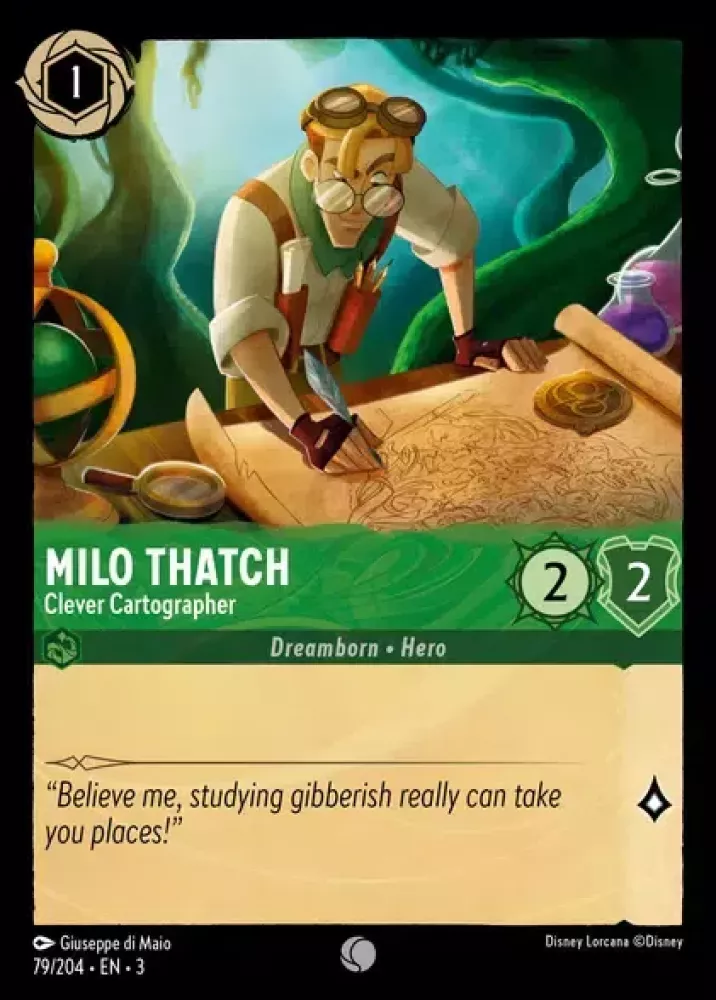 1
MILO THATCH
Clever Cartographer
2
2
Dreamborn • Hero
“Believe me, studying gibberish really can take
you places!”
Giuseppe di Maio
Disney Lorcana ©Disney
79/204 • EN • 3